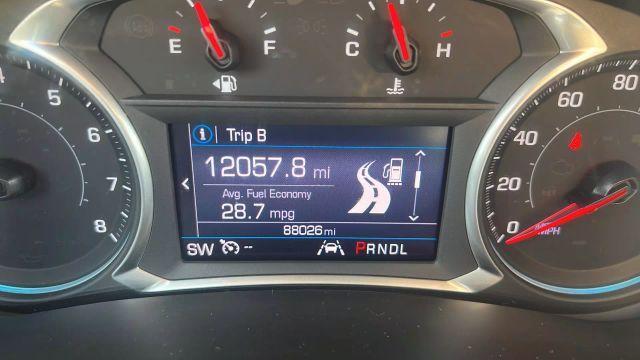 E F C H
4 5 6 7 8
i Trip B
12057.8 mi
Avg. Fuel Economy
28.7 mpg
88026 mi
SW -- PRNDL
0 20 40 60 80
MPH